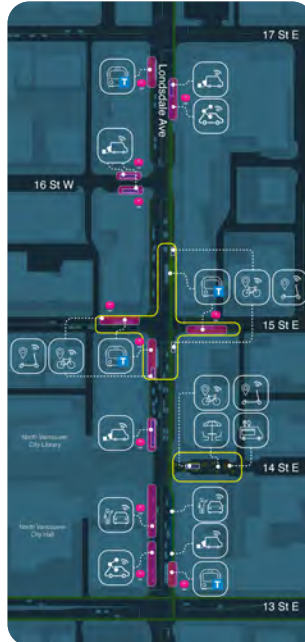 17 St E
Londsdale Ave
T
16 St W
T
15 St E
T
North Vancouver
City Library
14 St E
North Vancouver
City Hall
T
13 St E